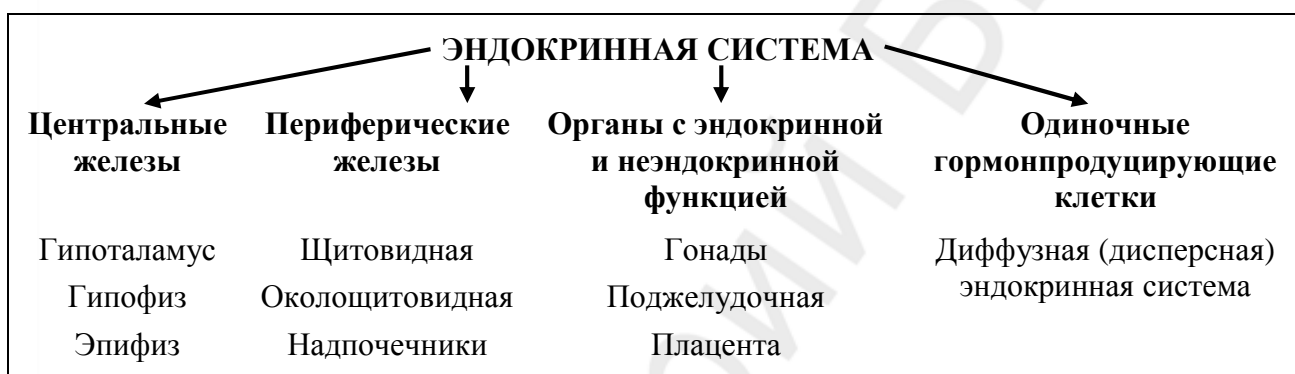 ЭНДОКРИННАЯ СИСТЕМА
Центральные
железы
Периферические
железы
Органы с эндокринной
и неэндокринной
функцией
Одиночные
гормонпродуцирующие
клетки
Гипоталамус
Гипофиз
Эпифиз
Щитовидная
Околощитовидная
Надпочечники
Гонады
Поджелудочная
Плацента
Диффузная (дисперсная)
эндокринная система